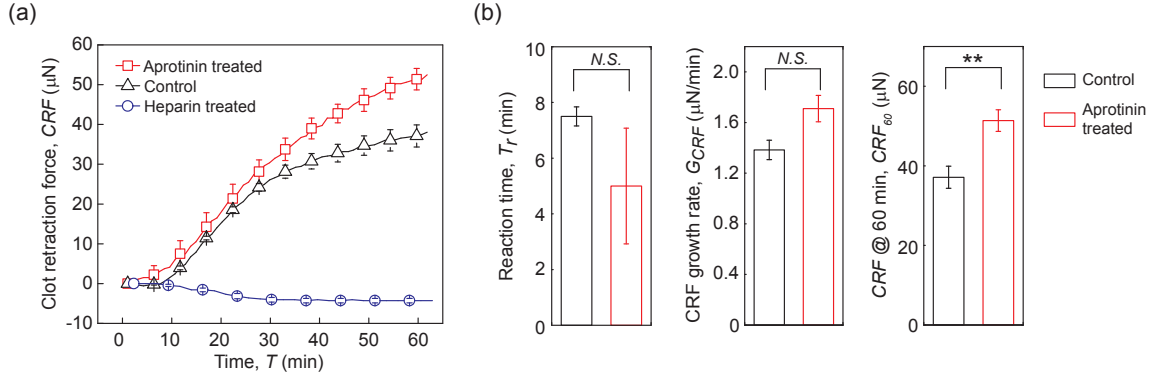 (a)
Clot retraction force, CRF (μN)
60
50
40
30
20
10
0
-10
Aprotinin treated
Control
Heparin treated
0 10 20 30 40 50 60
Time, T (min)
(b)
Reaction time, Tr (min)
10
8
6
4
2
0
N.S.
CRF growth rate, GCRF (μN/min)
2.0
1.6
1.2
0.8
0.4
0
N.S.
CRF @ 60 min, CRF60 (μN)
80
60
40
20
0
**
Control
Aprotinin
treated